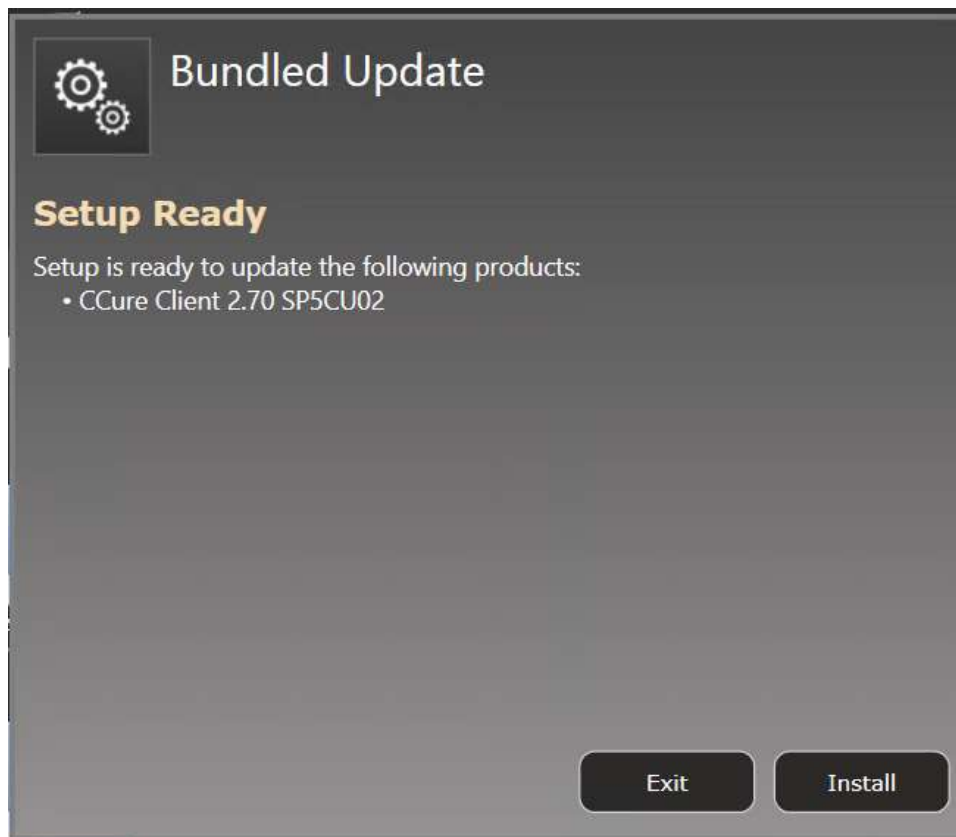 Bundled Update
Setup Ready
Setup is ready to update the following products:
• CCure Client 2.70 SP5CU02
Exit
Install